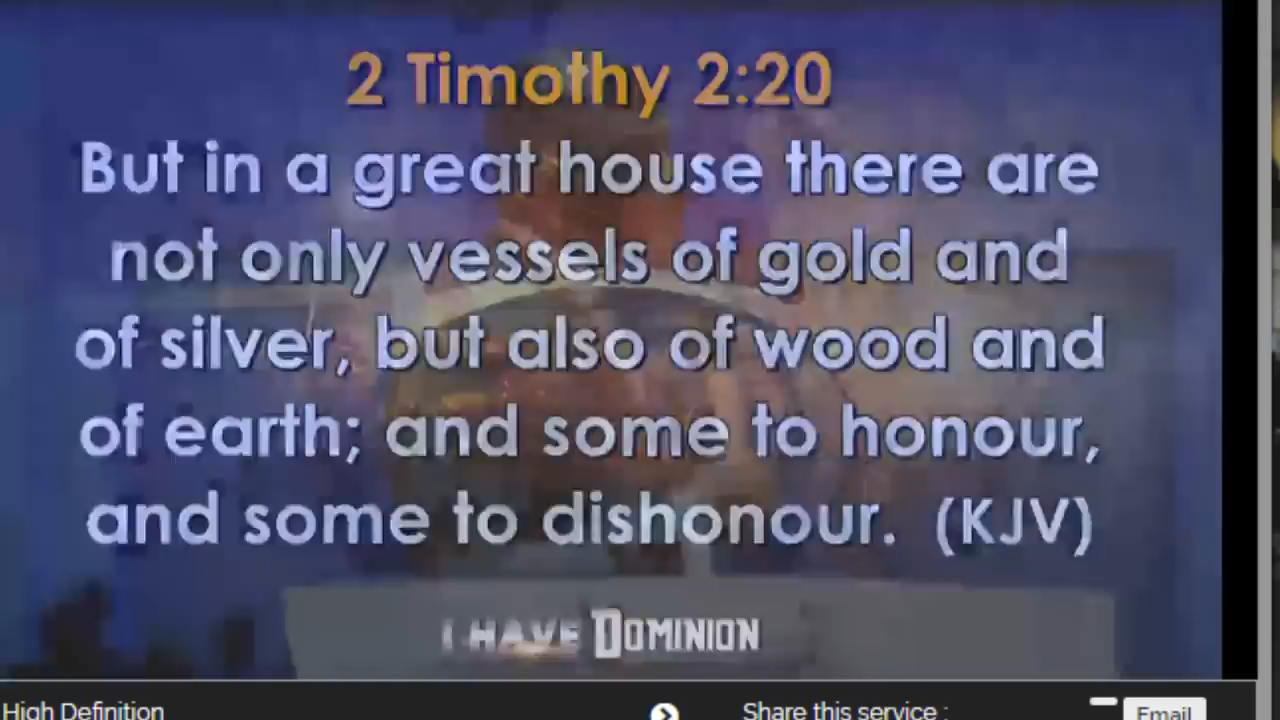 2 Timothy 2:20
But in a great house there are
not only vessels of gold and
of silver, but also of wood and
of earth; and some to honour,
and some to dishonour. (KJV)
I HAVE DOMINION
High Definition
Share this service :
Email